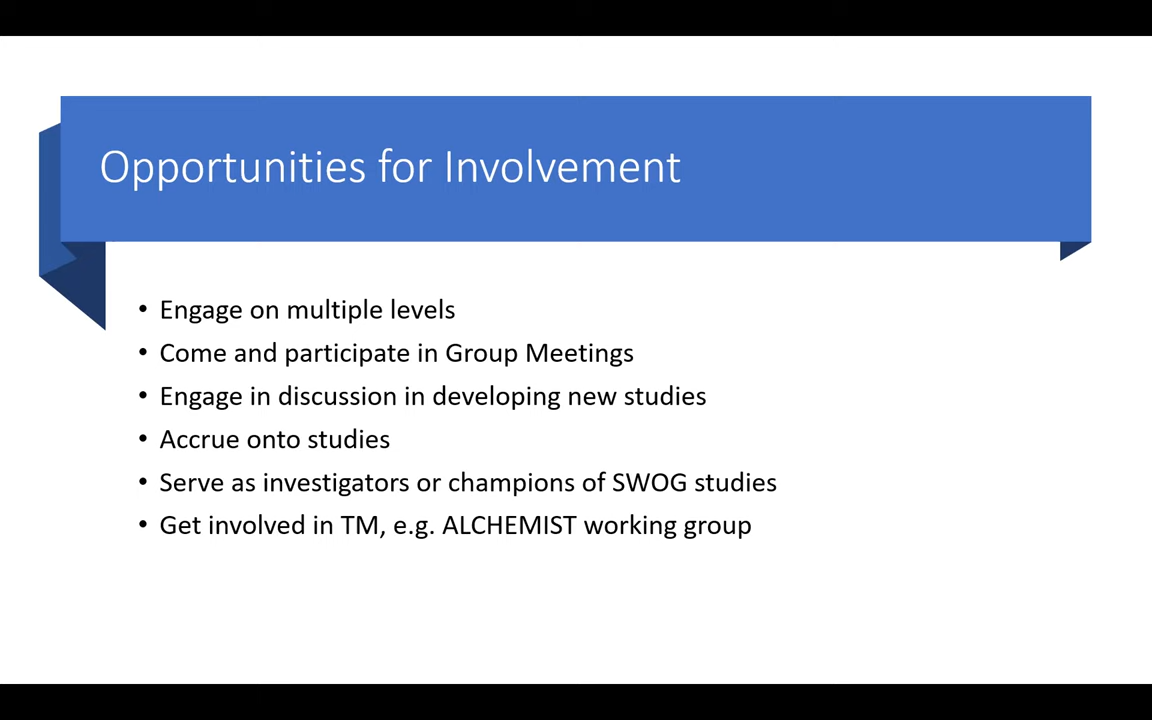 Opportunities for Involvement
• Engage on multiple levels
• Come and participate in Group Meetings
• Engage in discussion in developing new studies
• Accrue onto studies
• Serve as investigators or champions of SWOG studies
• Get involved in TM, e.g. ALCHEMIST working group